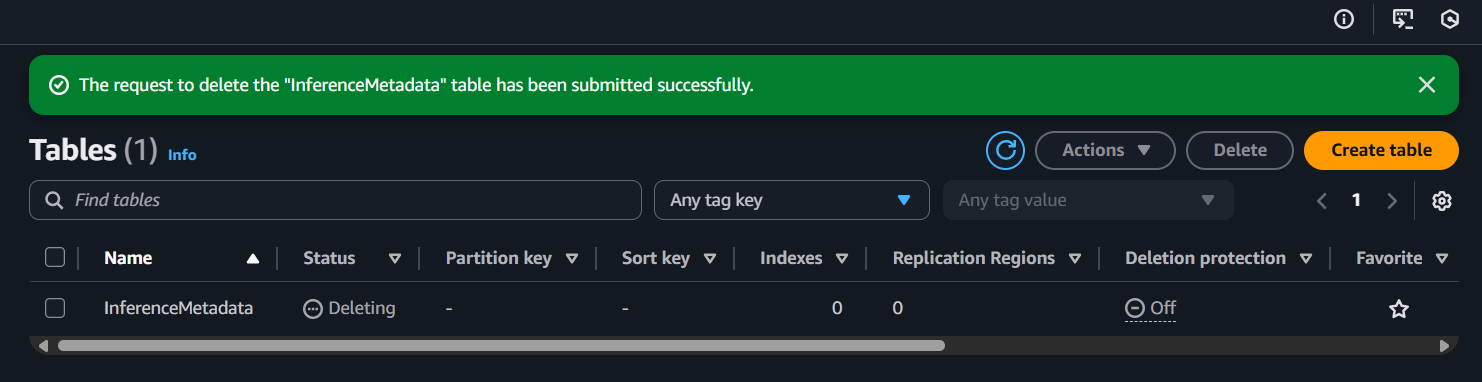 The request to delete the "InferenceMetadata" table has been submitted successfully.
Tables (1) Info Actions Delete Create table
Find tables Any tag key Any tag value 1
Name Status Partition key Sort key Indexes Replication Regions Deletion protection Favorite
InferenceMetadata Deleting - - 0 0 Off